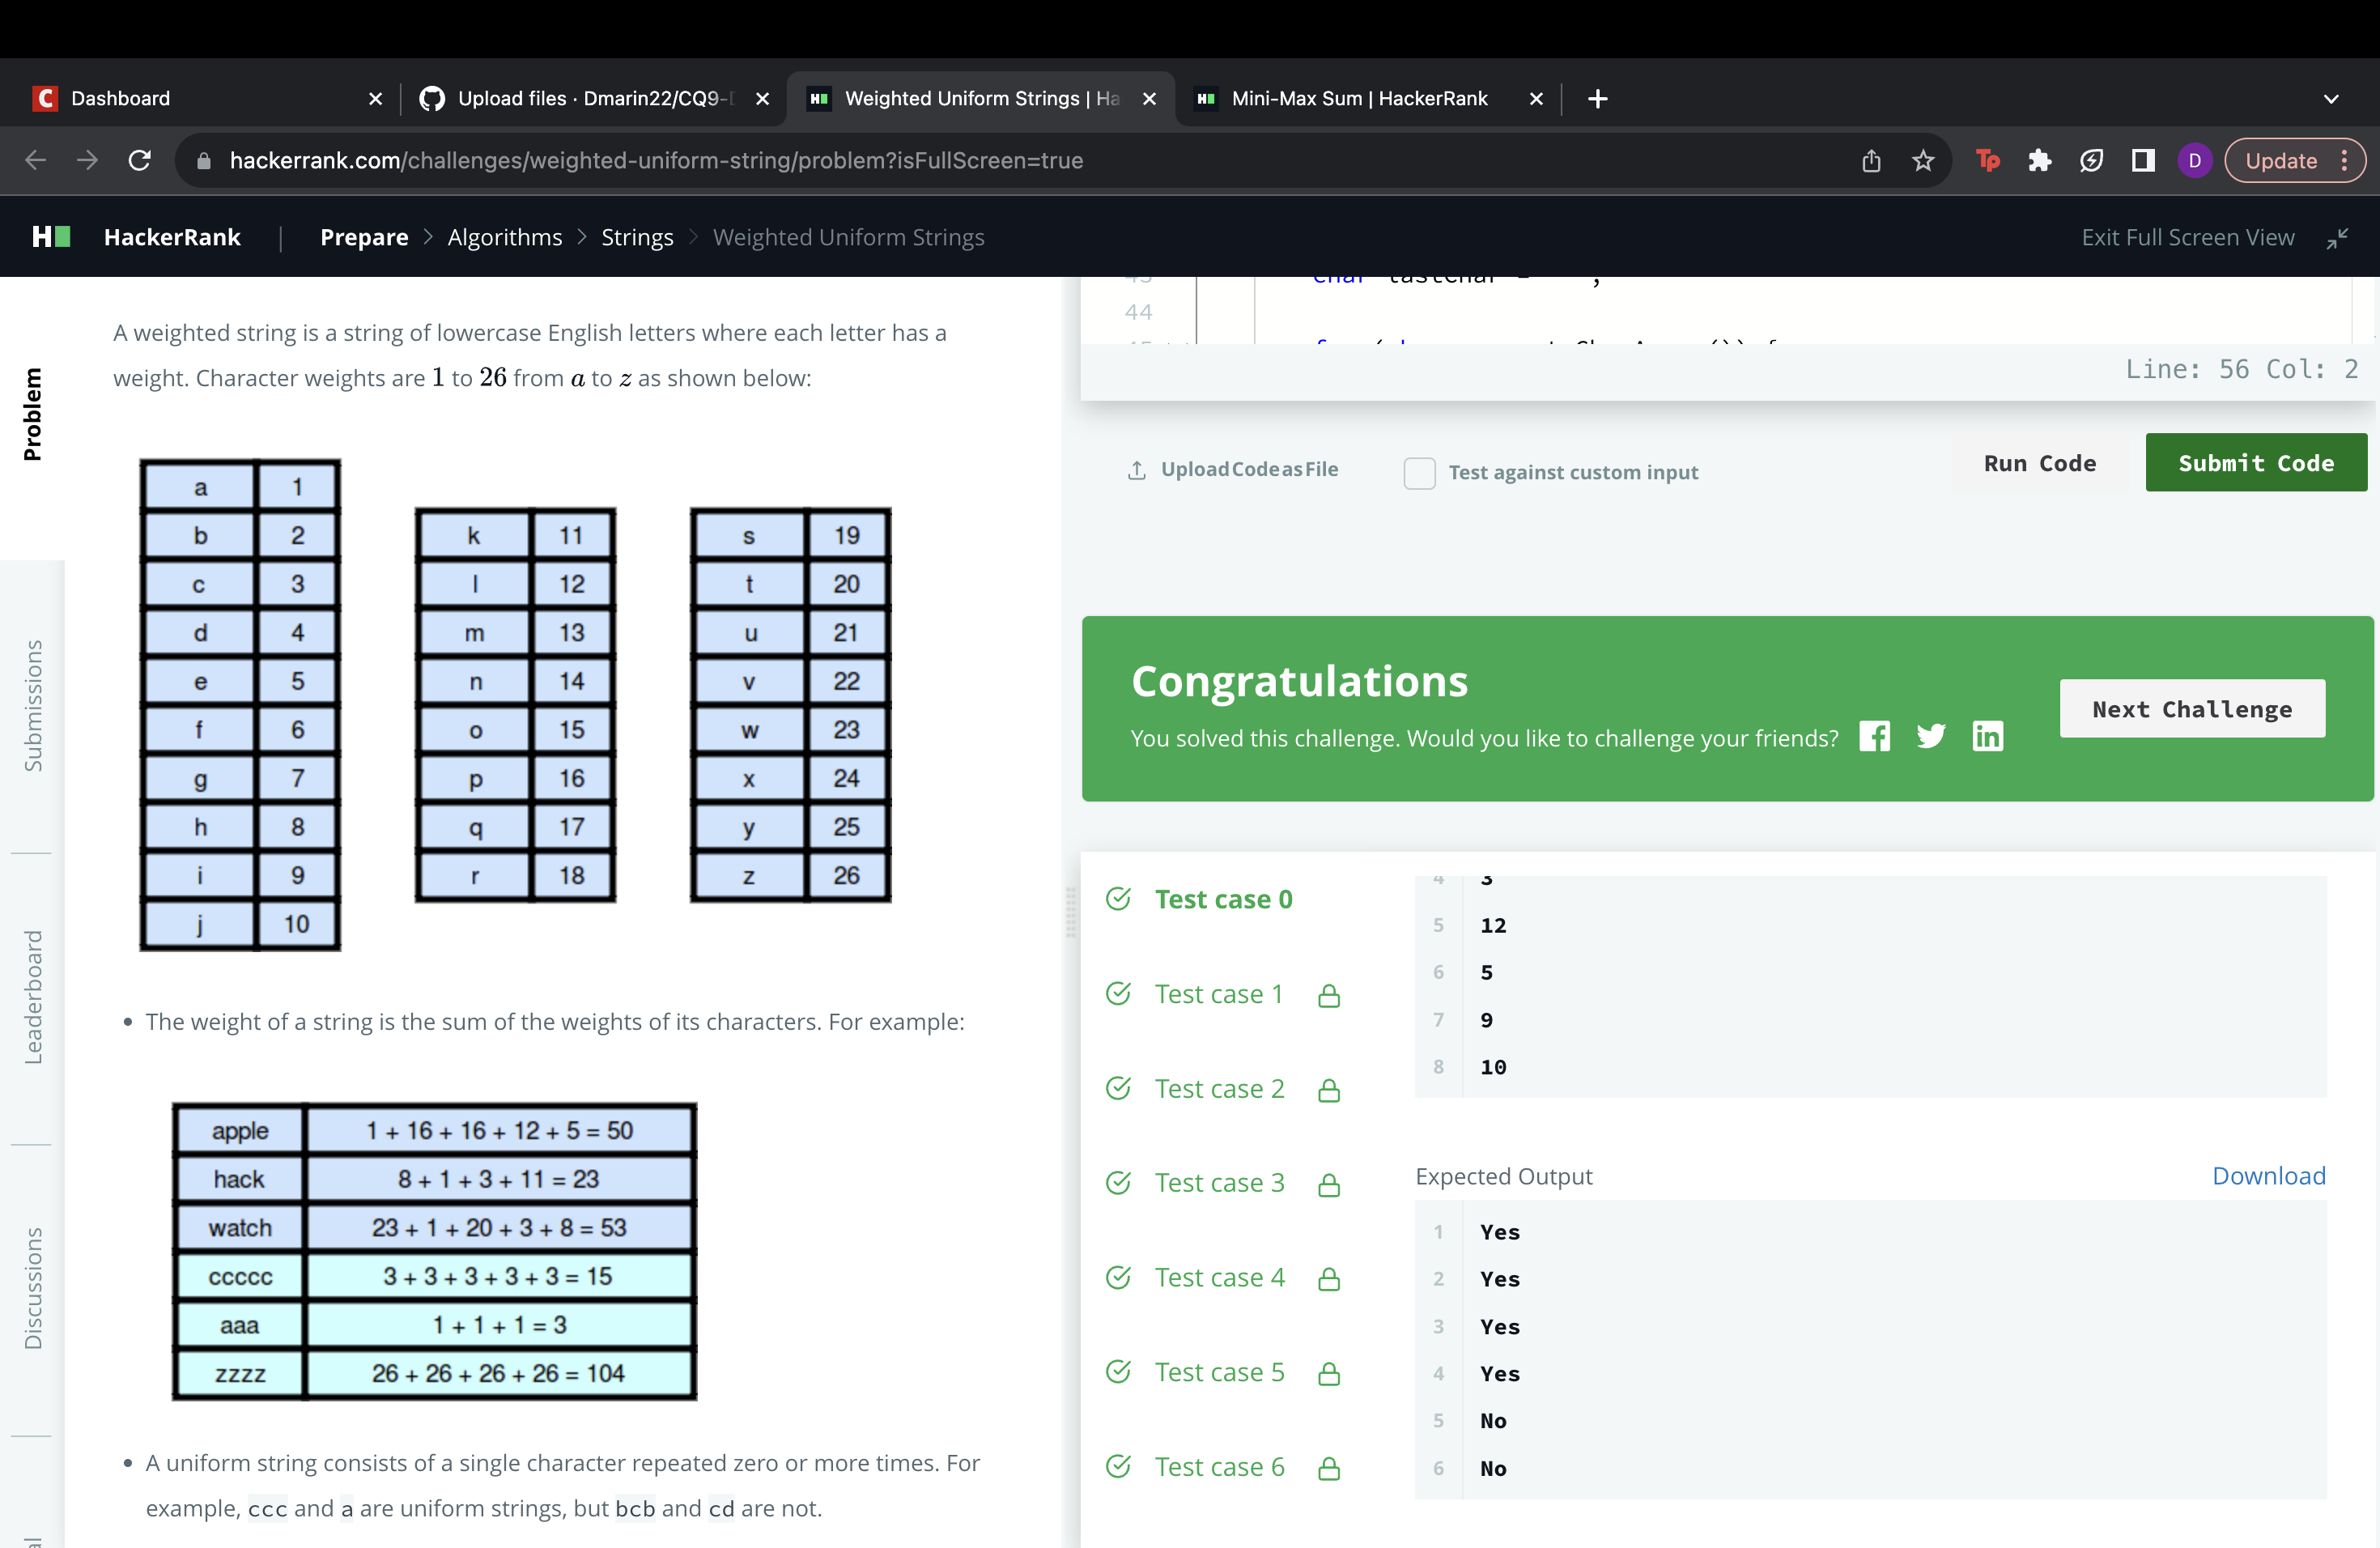 Dashboard
Upload files · Dmarin22/CQ9-
Weighted Uniform Strings | Ha
Mini-Max Sum | HackerRank
hackerrank.com/challenges/weighted-uniform-string/problem?isFullScreen=true
D
Update
HackerRank | Prepare > Algorithms > Strings > Weighted Uniform Strings
Exit Full Screen View
Problem
Submissions
Leaderboard
Discussions
A weighted string is a string of lowercase English letters where each letter has a
weight. Character weights are 1 to 26 from a to z as shown below:
a 1
b 2
c 3
d 4
e 5
f 6
g 7
h 8
i 9
j 10
k 11
l 12
m 13
n 14
o 15
p 16
q 17
r 18
s 19
t 20
u 21
v 22
w 23
x 24
y 25
z 26
• The weight of a string is the sum of the weights of its characters. For example:
apple 1 + 16 + 16 + 12 + 5 = 50
hack 8 + 1 + 3 + 11 = 23
watch 23 + 1 + 20 + 3 + 8 = 53
ccccc 3 + 3 + 3 + 3 + 3 = 15
aaa 1 + 1 + 1 = 3
zzzz 26 + 26 + 26 + 26 = 104
• A uniform string consists of a single character repeated zero or more times. For
example, ccc and a are uniform strings, but bcb and cd are not.
44
Line: 56 Col: 2
Upload Code as File
Test against custom input
Run Code
Submit Code
Congratulations
You solved this challenge. Would you like to challenge your friends?
Next Challenge
Test case 0
Test case 1
Test case 2
Test case 3
Test case 4
Test case 5
Test case 6
4 3
5 12
6 5
7 9
8 10
Expected Output
Download
1 Yes
2 Yes
3 Yes
4 Yes
5 No
6 No